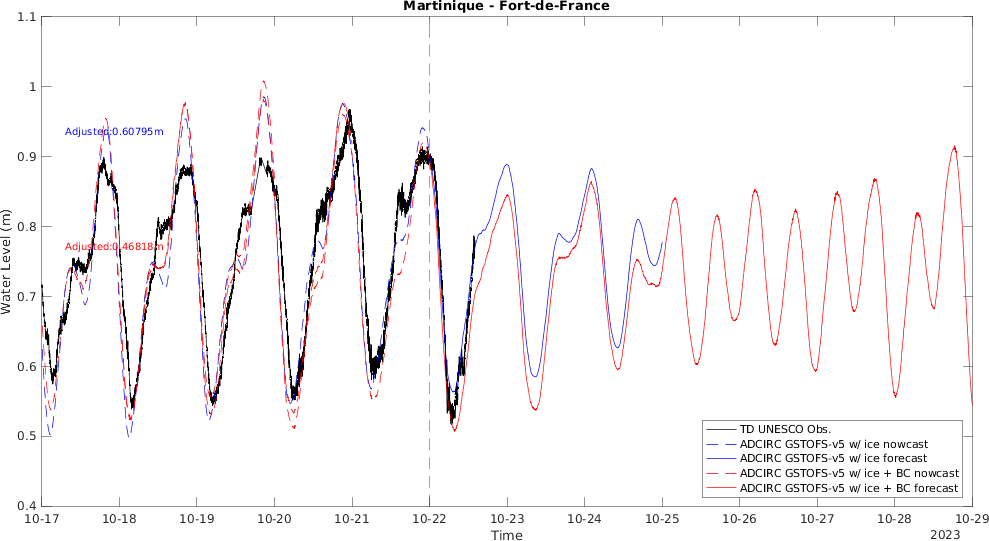 Martinique - Fort-de-France
1.1
1
0.9
0.8
0.7
0.6
0.5
0.4
Water Level (m)
Adjusted:0.60795m
Adjusted:0.46818m
TD UNESCO Obs.
ADCIRC GSTOFS-v5 w/ ice nowcast
ADCIRC GSTOFS-v5 w/ ice forecast
ADCIRC GSTOFS-v5 w/ ice + BC nowcast
ADCIRC GSTOFS-v5 w/ ice + BC forecast
10-17 10-18 10-19 10-20 10-21 10-22 10-23 10-24 10-25 10-26 10-27 10-28 10-29
Time
2023